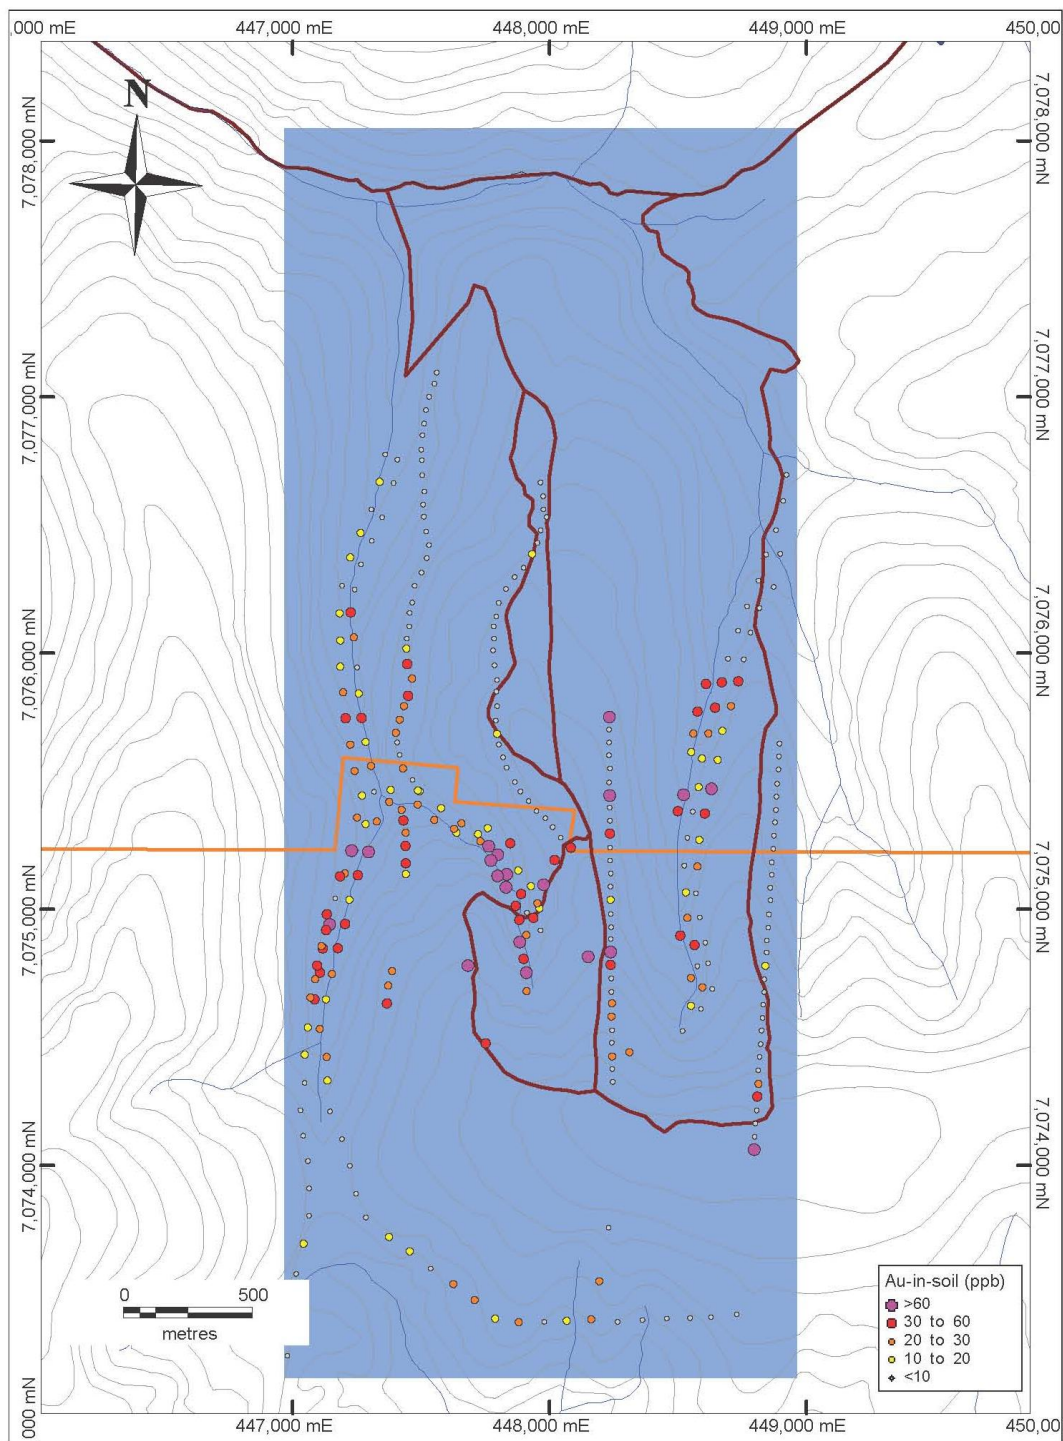 ,000 mE 447,000 mE 448,000 mE 449,000 mE 450,00
N
7,078,000 mN
7,078,000 mN
7,077,000 mN
7,077,000 mN
7,076,000 mN
7,076,000 mN
7,075,000 mN
7,075,000 mN
7,074,000 mN
7,074,000 mN
0 500
metres
Au-in-soil (ppb)
>60
30 to 60
20 to 30
10 to 20
<10
000 mN
,000 mE 447,000 mE 448,000 mE 449,000 mE 450,00